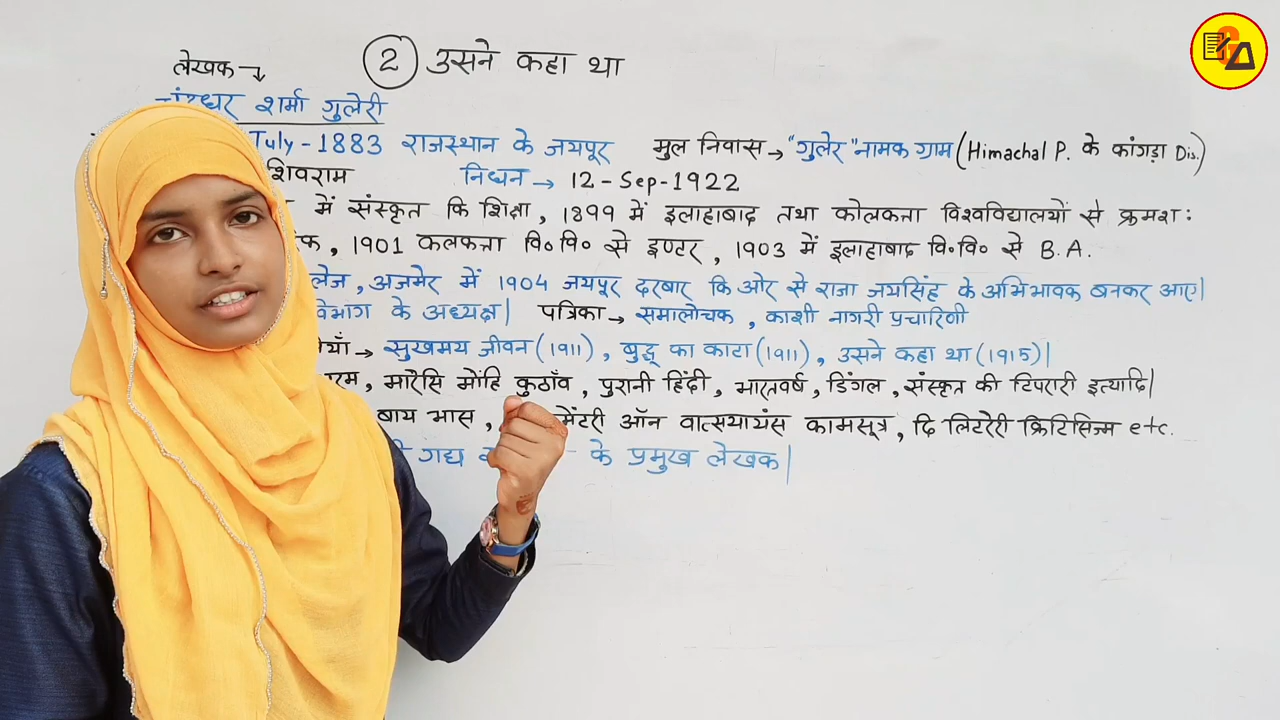 2 उसने कहा था
लेखक →
शर्मा गुलेरी
July - 1883 राजस्थान के जयपूर मुल निवास → "गुलेर" नामक ग्राम (Himachal P. के कांगड़ा Dis.)
शिवराम निधन → 12-Sep-1922
में संस्कृत कि शिक्षा, 1899 में इलाहाबाद तथा कोलकत्ता विश्वविद्यालयों से क्रमश:
, 1901 कलकत्ता वि० वि० से इण्टर, 1903 में इलाहाबाद वि० वि० से B.A.
, अजमेर में 1904 जयपूर दरबार कि ओर से राजा जयसिंह के अभिभावक बनकर आए।
विभाग के अध्यक्ष। पत्रिका → समालोचक, काशी नागरी प्रचारिणी
→ सुखमय जीवन (1911), बुद्धू का काटा (1911), उसने कहा था (1915)।
, मारेसि मोंहि कुठाँव, पुरानी हिंदी, भारतवर्ष, डिंगल, संस्कृत की टिपरारी इत्यादि।
बाय भास, मेंटरी ऑन वात्सयायंस कामसूत्र, दि लिटरेरी क्रिटिसिज्म etc.
गद्य के प्रमुख लेखक।